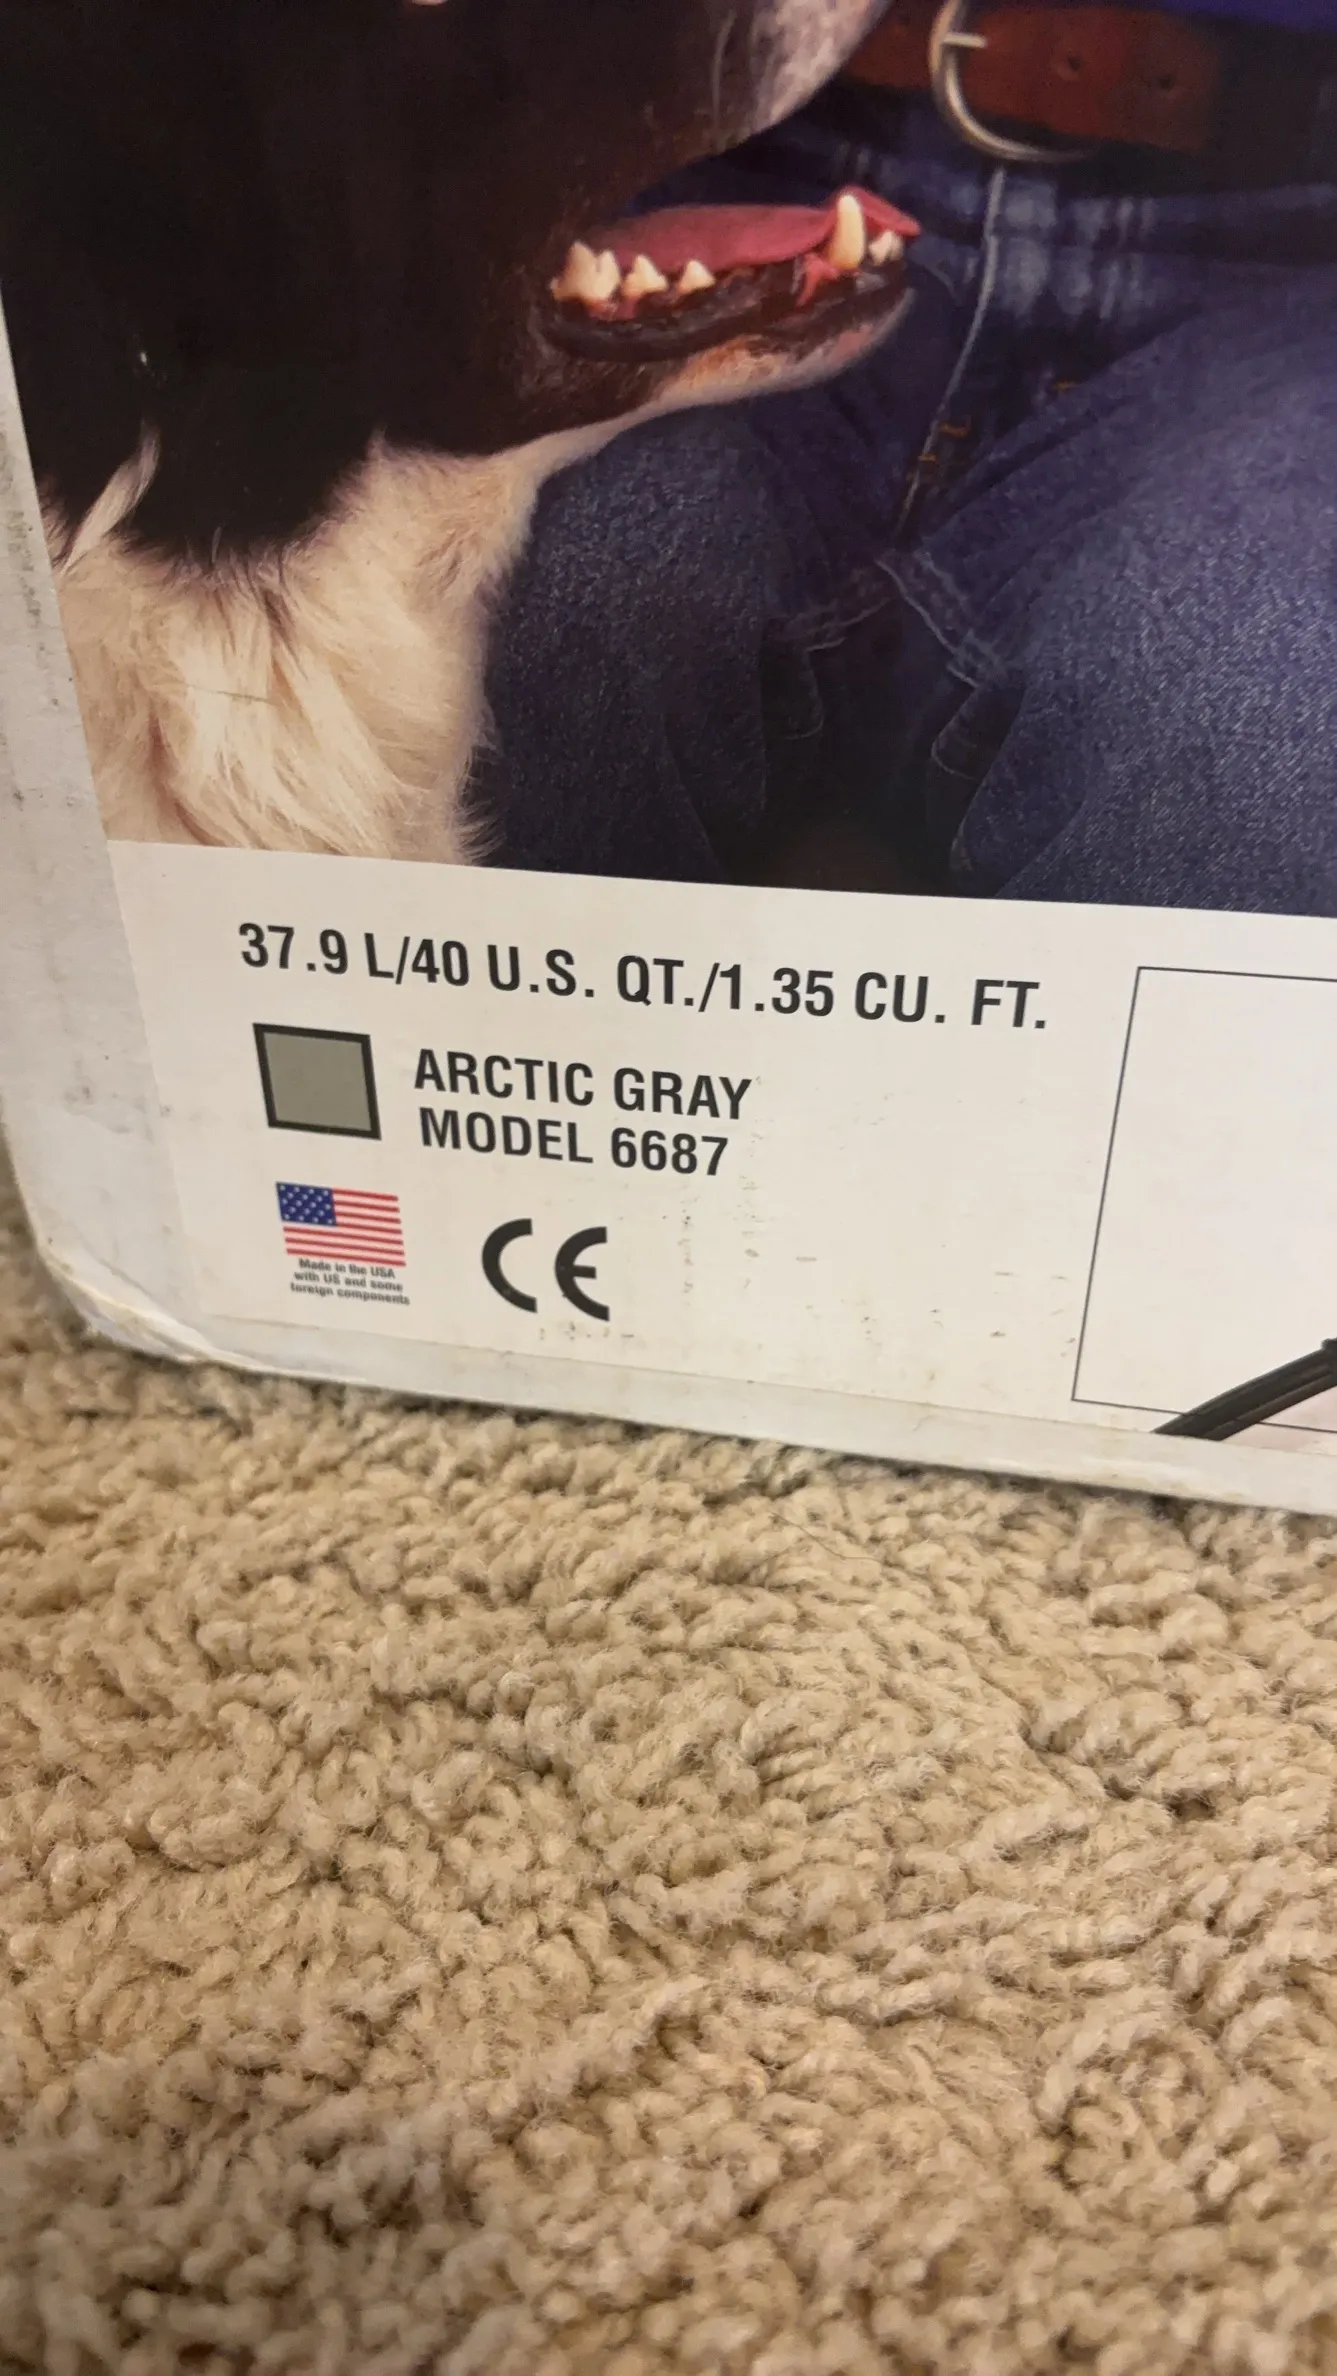 37.9 L/40 U.S. QT./1.35 CU. FT.
ARCTIC GRAY
MODEL 6687
Made in the USA
with US and some
foreign components
CE